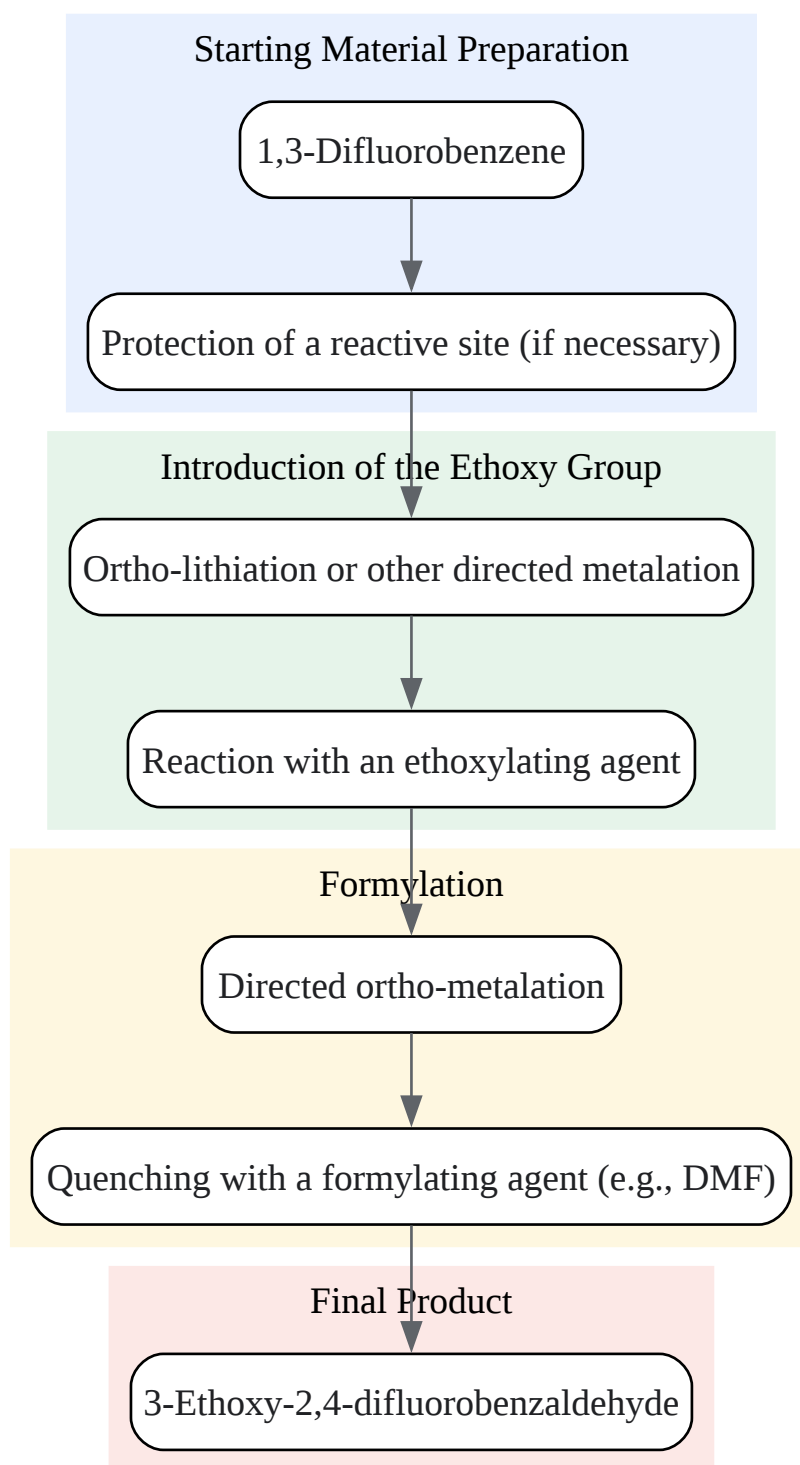 Starting Material Preparation
1,3-Difluorobenzene
Protection of a reactive site (if necessary)
Introduction of the Ethoxy Group
Ortho-lithiation or other directed metalation
Reaction with an ethoxylating agent
Formylation
Directed ortho-metalation
Quenching with a formylating agent (e.g., DMF)
Final Product
3-Ethoxy-2,4-difluorobenzaldehyde